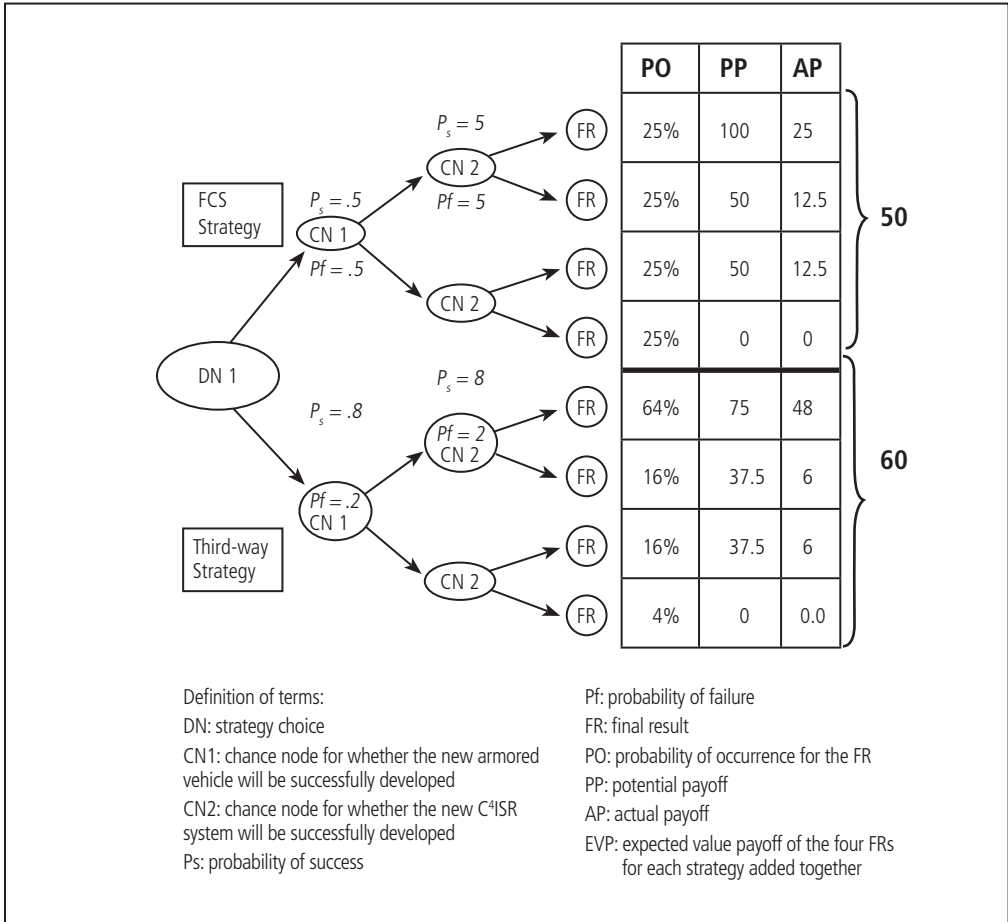 PO PP AP
P_s = 5
FR 25% 100 25
CN 2
FCS
Strategy
P_s = .5
Pf = 5
FR 25% 50 12.5
50
CN 1
Pf = .5
FR 25% 50 12.5
CN 2
FR 25% 0 0
DN 1
P_s = 8
P_s = .8
FR 64% 75 48
Pf = 2
CN 2
60
FR 16% 37.5 6
Pf = .2
CN 1
Third-way
Strategy
FR 16% 37.5 6
CN 2
FR 4% 0 0.0
Definition of terms:
DN: strategy choice
CN1: chance node for whether the new armored
vehicle will be successfully developed
CN2: chance node for whether the new C⁴ISR
system will be successfully developed
Ps: probability of success
Pf: probability of failure
FR: final result
PO: probability of occurrence for the FR
PP: potential payoff
AP: actual payoff
EVP: expected value payoff of the four FRs
for each strategy added together